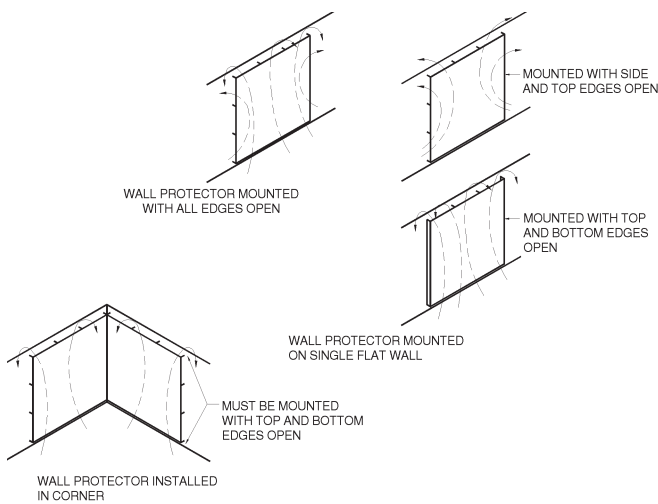 MOUNTED WITH SIDE
AND TOP EDGES OPEN
WALL PROTECTOR MOUNTED
WITH ALL EDGES OPEN
MOUNTED WITH TOP
AND BOTTOM EDGES
OPEN
WALL PROTECTOR MOUNTED
ON SINGLE FLAT WALL
MUST BE MOUNTED
WITH TOP AND BOTTOM
EDGES OPEN
WALL PROTECTOR INSTALLED
IN CORNER